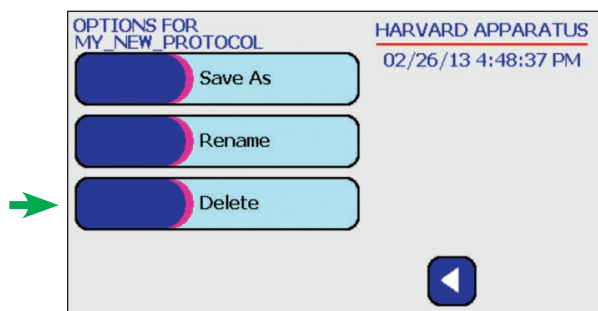 OPTIONS FOR
MY_NEW_PROTOCOL
HARVARD APPARATUS
02/26/13 4:48:37 PM
Save As
Rename
Delete